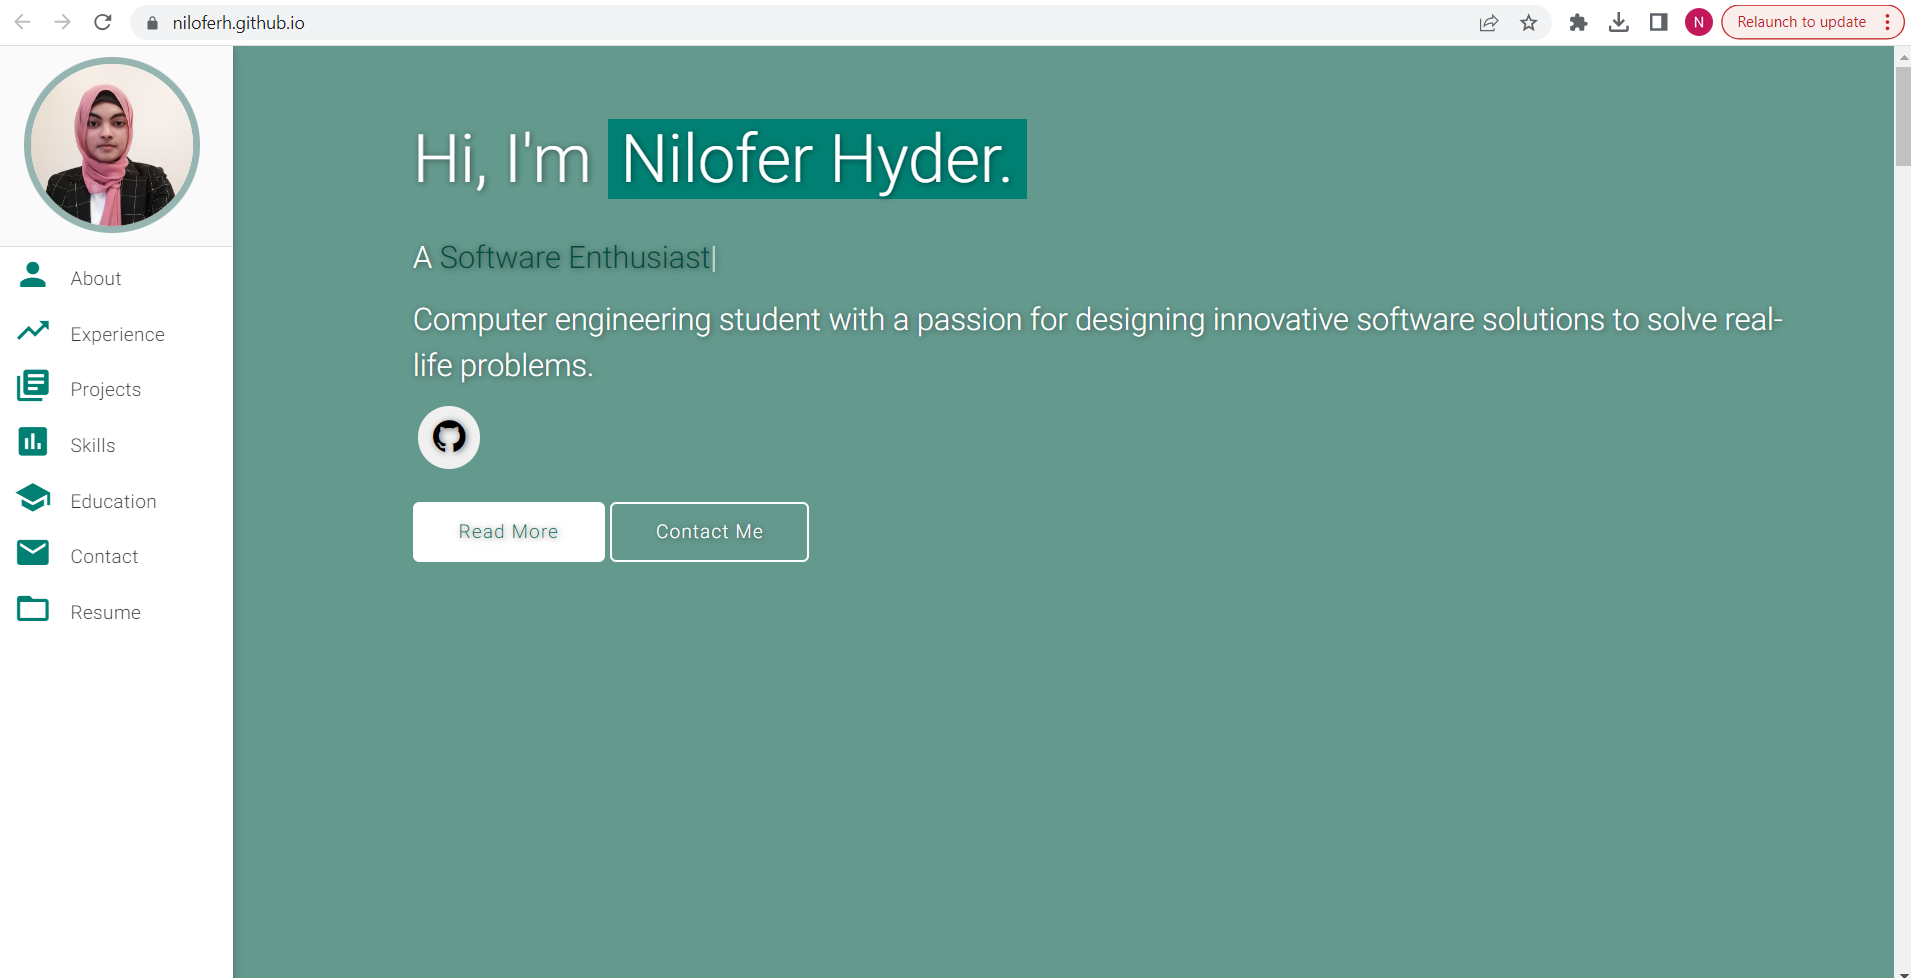 niloferh.github.io
N
Relaunch to update
Hi, I'm Nilofer Hyder.
A Software Enthusiast|
Computer engineering student with a passion for designing innovative software solutions to solve real-
life problems.
Read More
Contact Me
About
Experience
Projects
Skills
Education
Contact
Resume